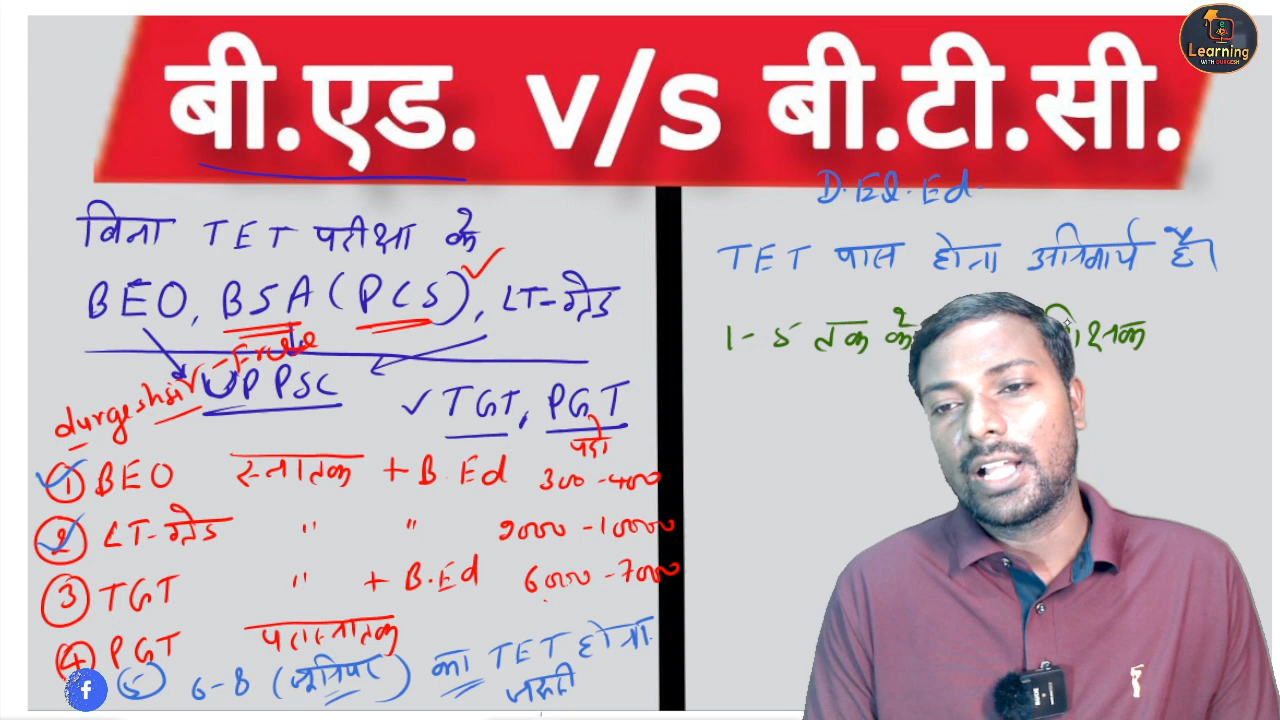 बी.एड. v/s बी.टी.सी.
Learning
WITH DURGESH
बिना TET परीक्षा के
BEO, BSA (PCS), LT-ग्रेड
UPPSC
durgeshsir-Free
TGT, PGT
पदो
1 BEO स्नातक + B.Ed 300-400
2 LT-ग्रेड " " 9000-10000
3 TGT " + B.Ed 6000-7000
4 PGT परास्नातक
5 6-8 (जूनियर) का TET होना
जरूरी
D.El.Ed.
TET पास होना अनिवार्य है।
1-5 तक के